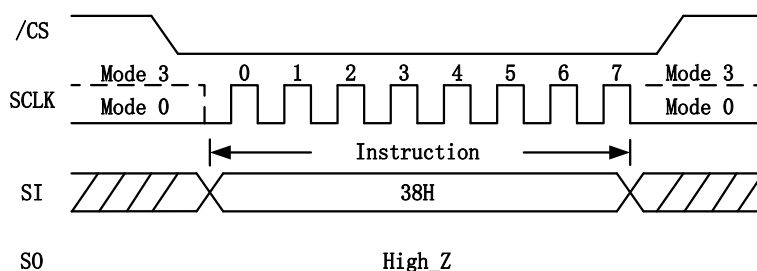 /CS
Mode 3 0 1 2 3 4 5 6 7 Mode 3
SCLK Mode 0 Mode 0
Instruction
SI 38H
SO High_Z